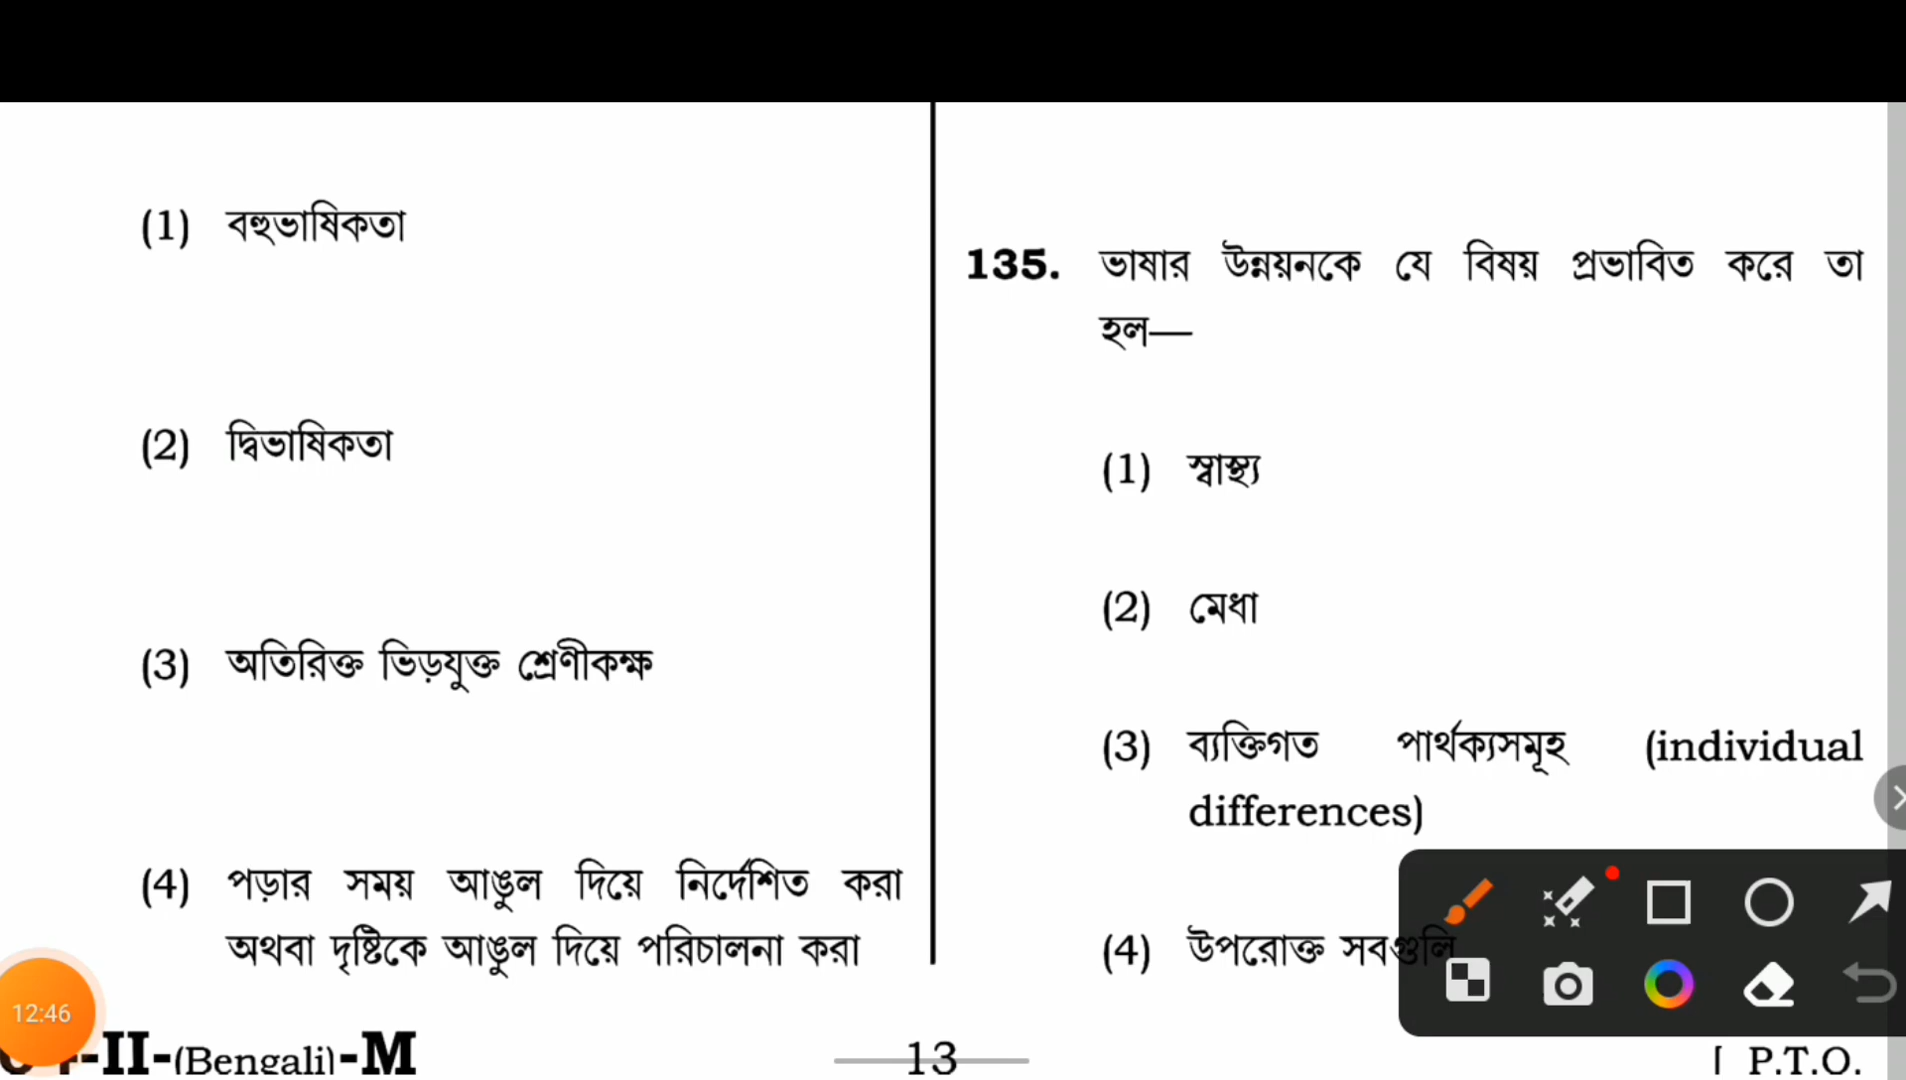 (1) বহুভাষিকতা
(2) দ্বিভাষিকতা
(3) অতিরিক্ত ভিড়যুক্ত শ্রেণীকক্ষ
(4) পড়ার সময় আঙুল দিয়ে নির্দেশিত করা
অথবা দৃষ্টিকে আঙুল দিয়ে পরিচালনা করা
135. ভাষার উন্নয়নকে যে বিষয় প্রভাবিত করে তা
হল—
(1) স্বাস্থ্য
(2) মেধা
(3) ব্যক্তিগত পার্থক্যসমূহ (individual
differences)
(4) উপরোক্ত সবগুলি
12:46
-II-(Bengali)-M
13
[ P.T.O.